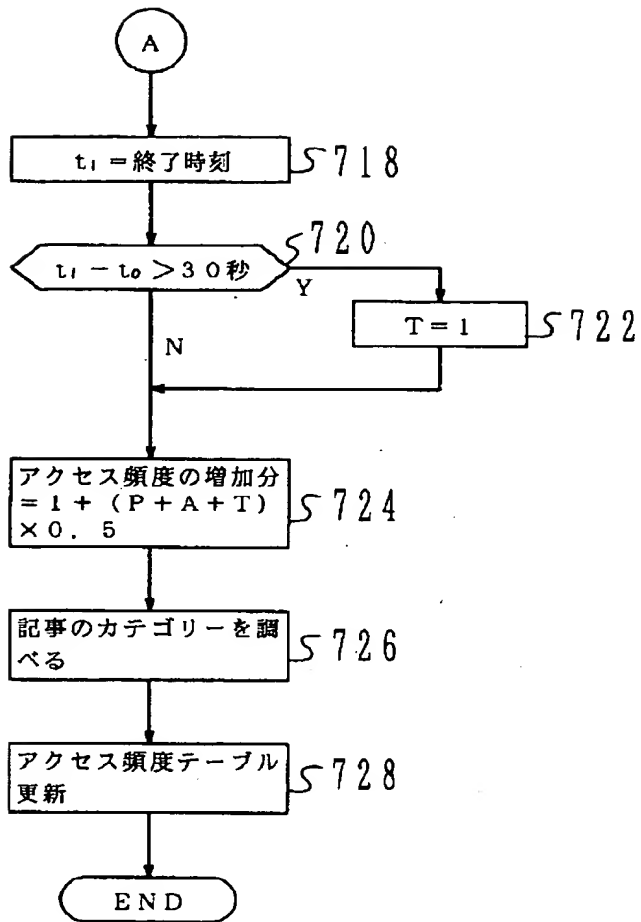 A
t₁=終了時刻
718
720
t₁-t₀>30秒
Y
T=1
722
N
アクセス頻度の増加分
=1+(P+A+T)
×0.5
724
記事のカテゴリーを調
べる
726
アクセス頻度テーブル
更新
728
END